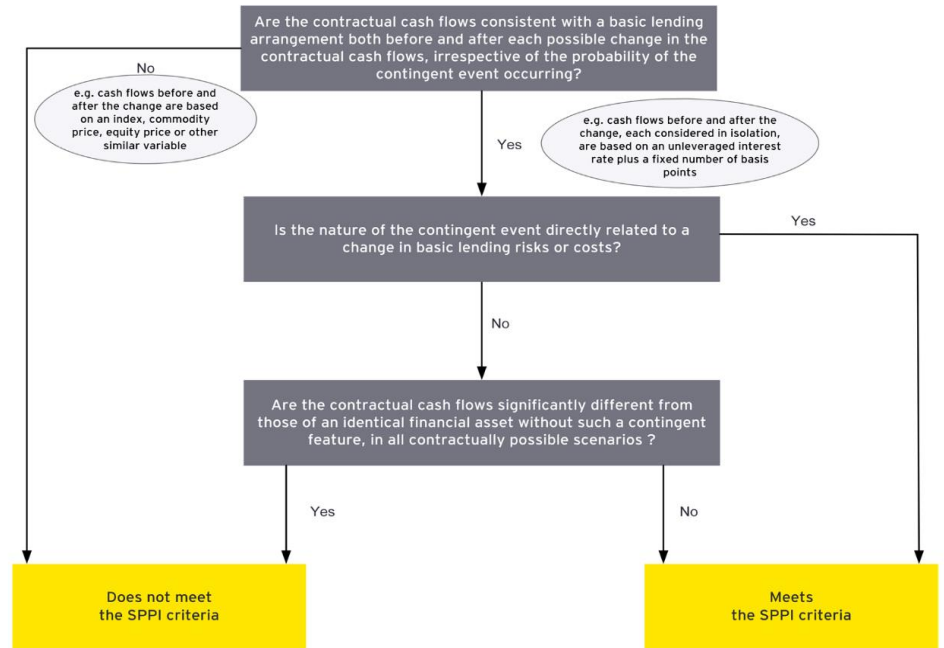 Are the contractual cash flows consistent with a basic lending
arrangement both before and after each possible change in the
contractual cash flows, irrespective of the probability of the
contingent event occurring?
No
e.g. cash flows before and
after the change are based
on an index, commodity
price, equity price or other
similar variable
Yes
e.g. cash flows before and after the
change, each considered in isolation,
are based on an unleveraged interest
rate plus a fixed number of basis
points
Is the nature of the contingent event directly related to a
change in basic lending risks or costs?
Yes
No
Are the contractual cash flows significantly different from
those of an identical financial asset without such a contingent
feature, in all contractually possible scenarios ?
Yes
No
Does not meet
the SPPI criteria
Meets
the SPPI criteria